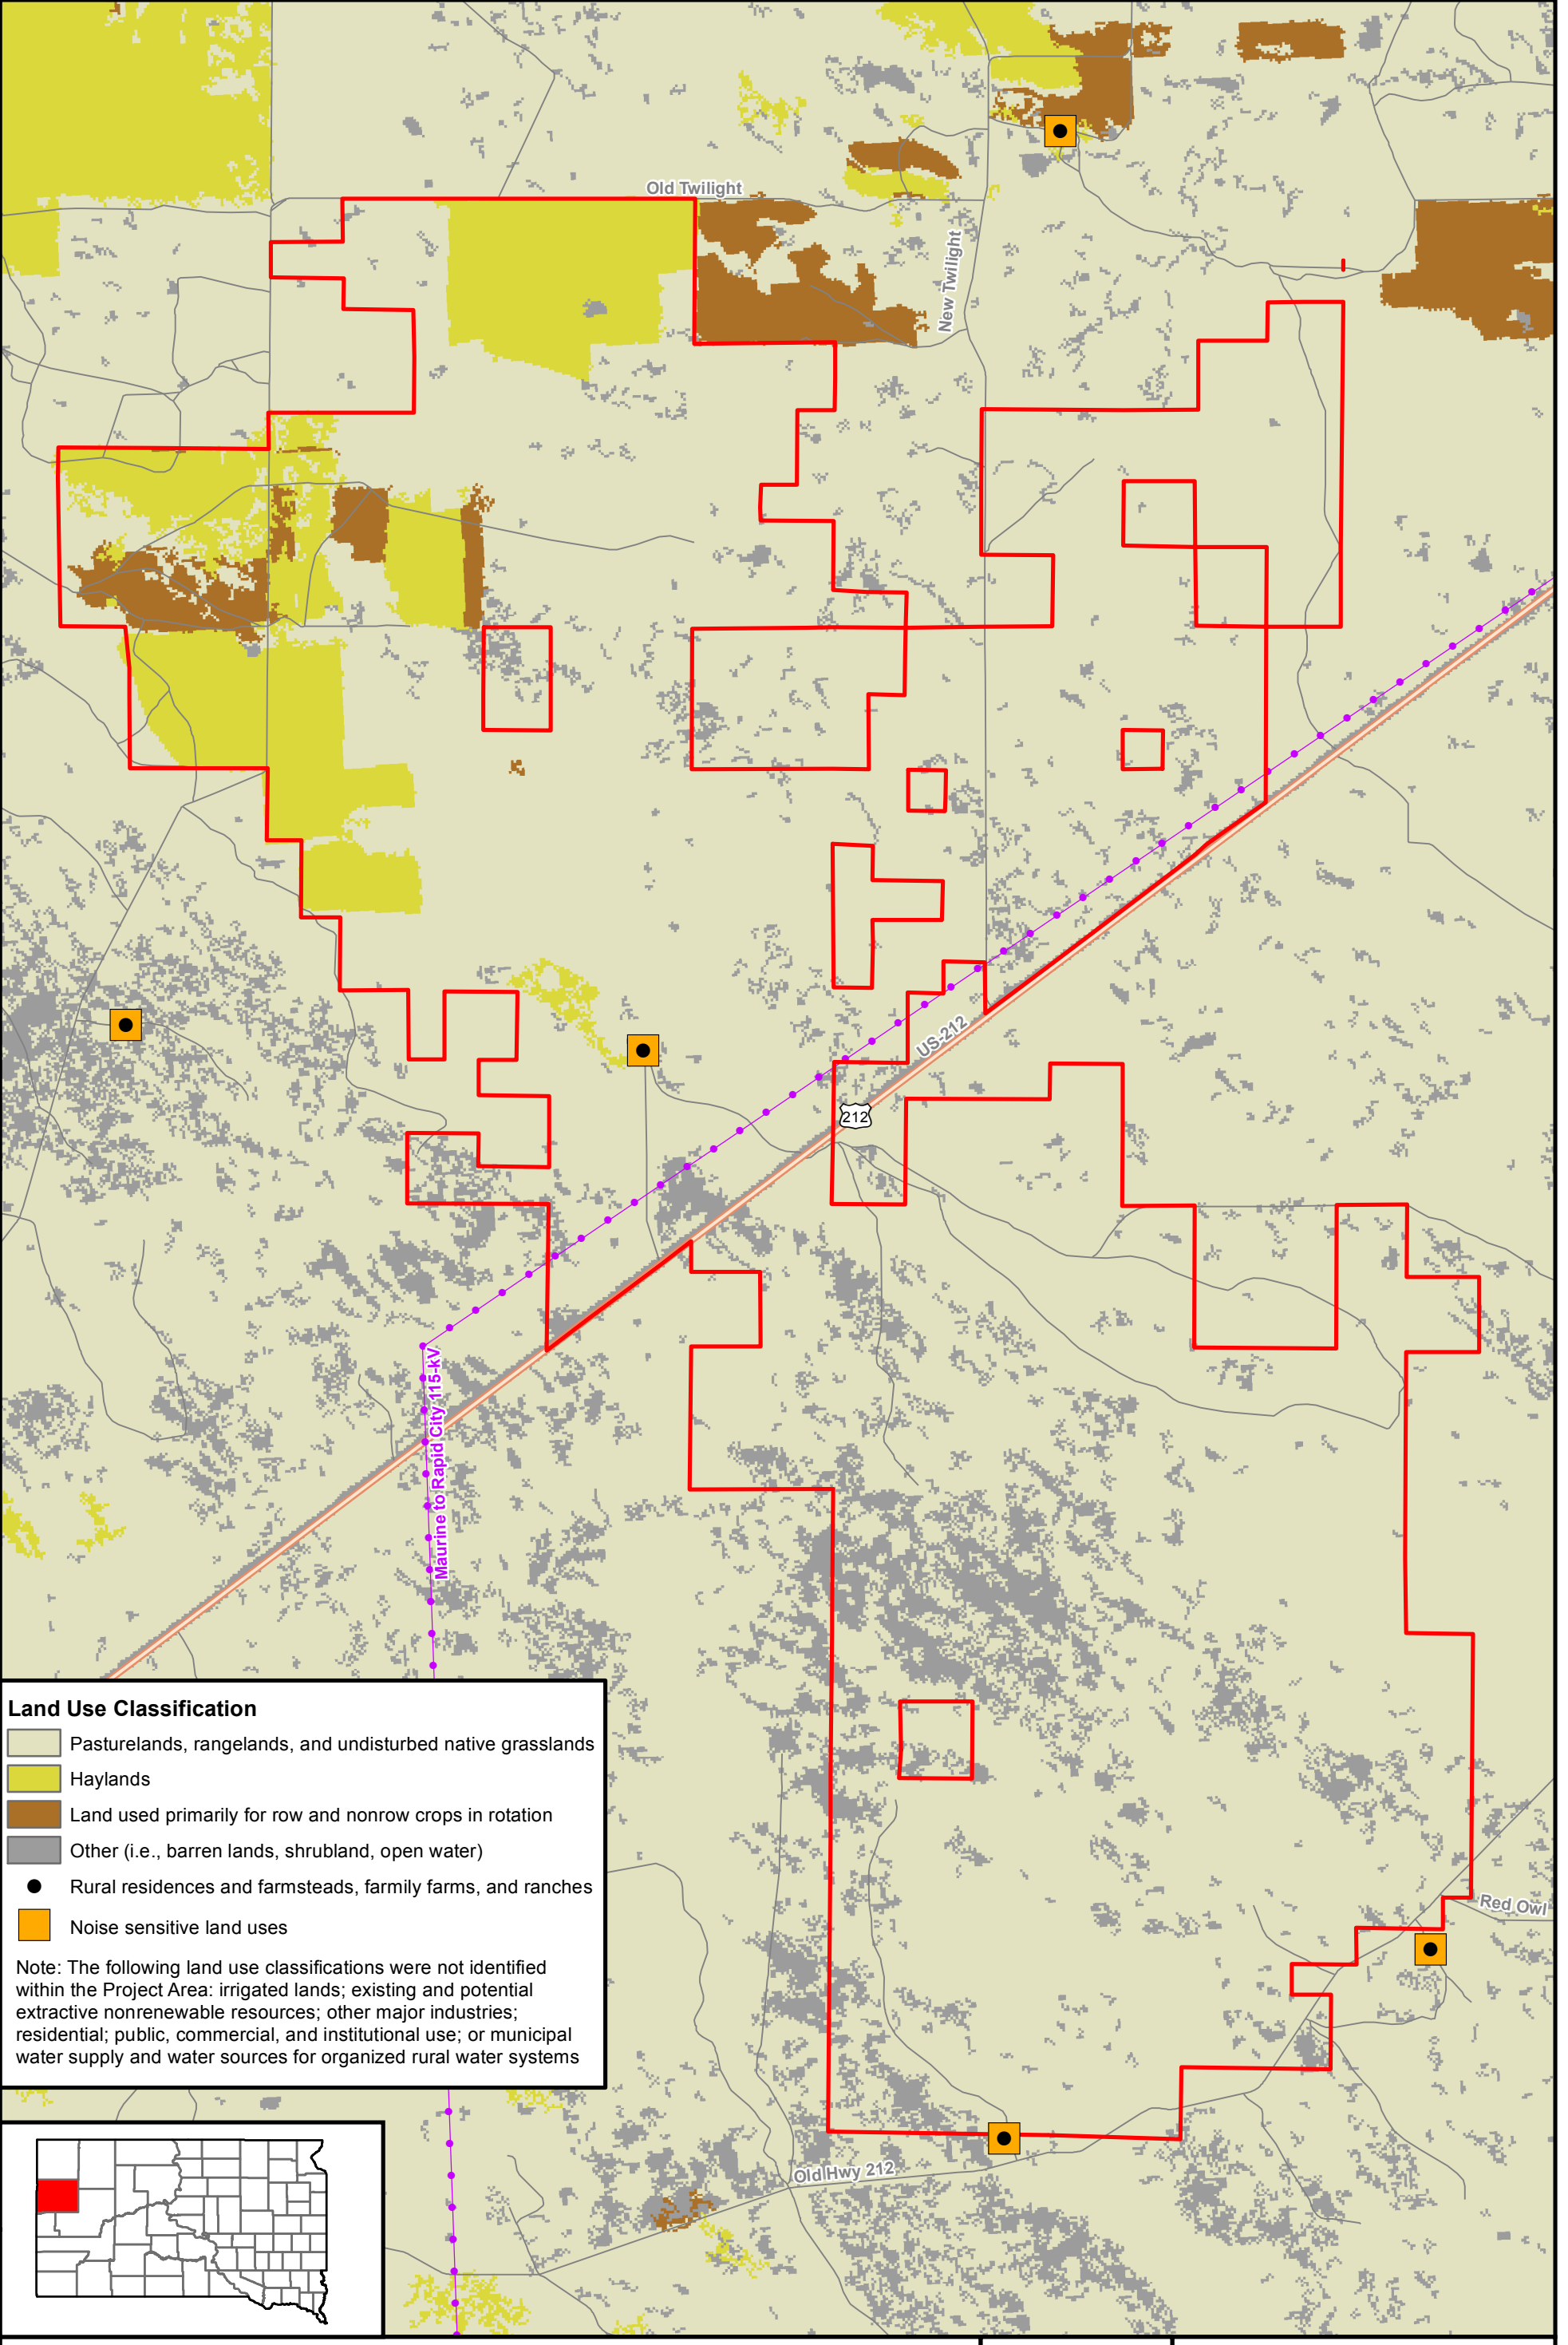 Old Twilight
New Twilight
US-212
212
Maurine to Rapid City 115-kV
Land Use Classification
Pasturelands, rangelands, and undisturbed native grasslands
Haylands
Land used primarily for row and nonrow crops in rotation
Other (i.e., barren lands, shrubland, open water)
Rural residences and farmsteads, farmily farms, and ranches
Noise sensitive land uses
Note: The following land use classifications were not identified
within the Project Area: irrigated lands; existing and potential
extractive nonrenewable resources; other major industries;
residential; public, commercial, and institutional use; or municipal
water supply and water sources for organized rural water systems
Red Owl
Old Hwy 212